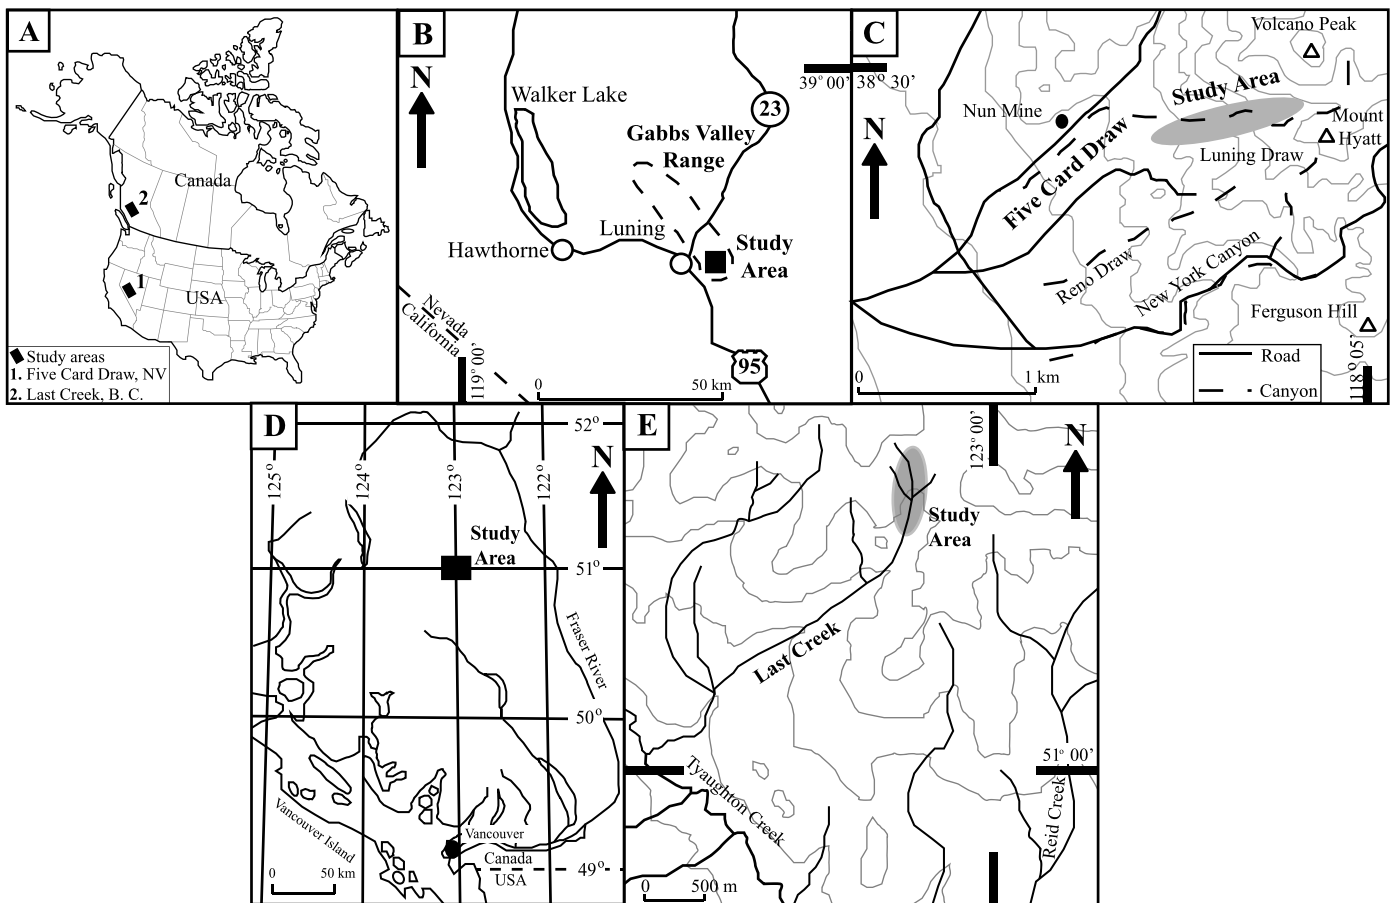 A
Canada
2
1
USA
Study areas
1. Five Card Draw, NV
2. Last Creek, B. C.
B
N
Walker Lake
23
Gabbs Valley
Range
Luning
Hawthorne
Study
Area
Nevada
California
119° 00'
0
50 km
95
C
Volcano Peak
39° 00'
38° 30'
Study Area
Nun Mine
Mount
Hyatt
N
Five Card Draw
Luning Draw
Reno Draw
New York Canyon
Ferguson Hill
Road
Canyon
118° 05'
0
1 km
D
52°
N
125°
124°
123°
122°
Study
Area
51°
Fraser River
50°
Vancouver Island
Vancouver
Canada
USA
49°
0
50 km
E
123° 00'
N
Study
Area
Last Creek
51° 00'
Tyaughton Creek
Reid Creek
0
500 m